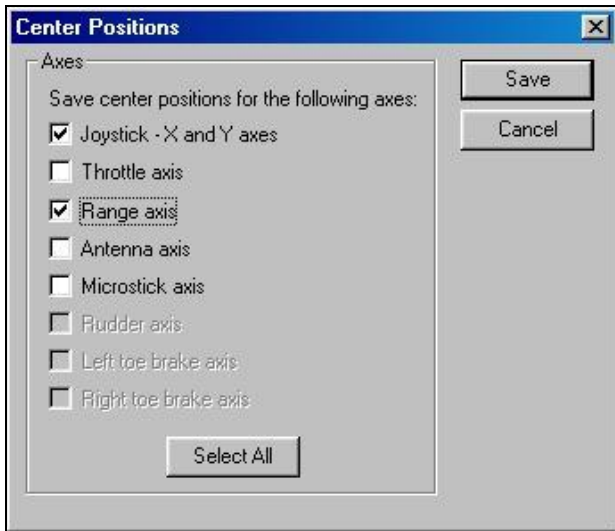 Center Positions
Axes
Save center positions for the following axes:
Joystick - X and Y axes
Throttle axis
Range axis
Antenna axis
Microstick axis
Rudder axis
Left toe brake axis
Right toe brake axis
Select All
Save
Cancel